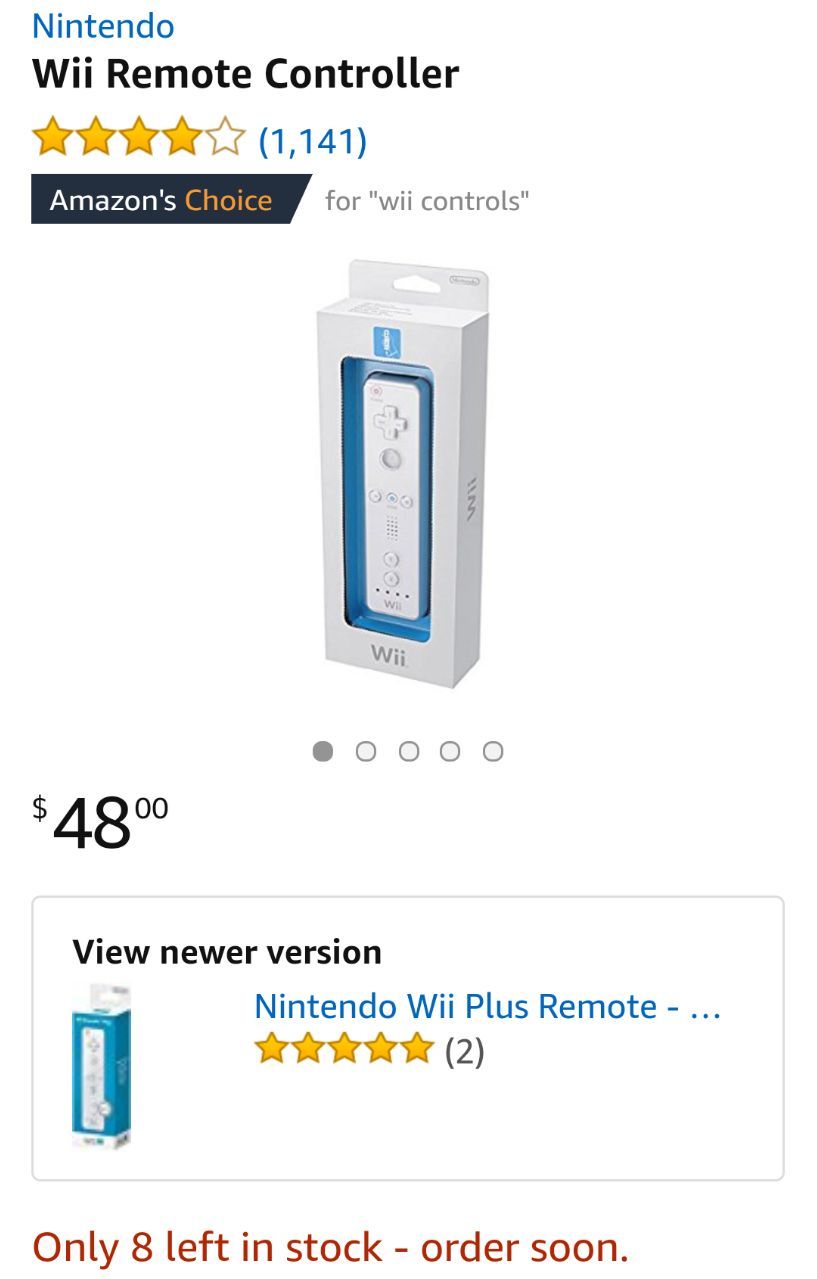 Nintendo
Wii Remote Controller
(1,141)
Amazon's Choice for "wii controls"
Nintendo
Wii
Wii
Wii
$48 00
View newer version
Nintendo Wii Plus Remote - ...
(2)
Only 8 left in stock - order soon.